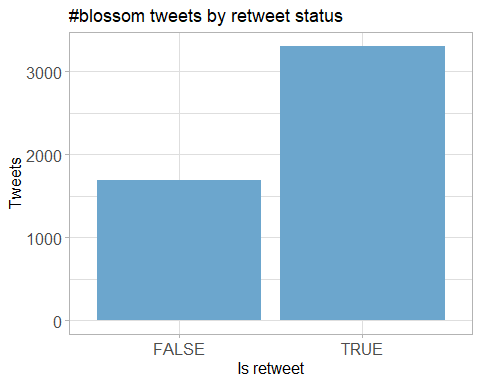 #blossom tweets by retweet status
Tweets
3000
2000
1000
0
FALSE TRUE
Is retweet